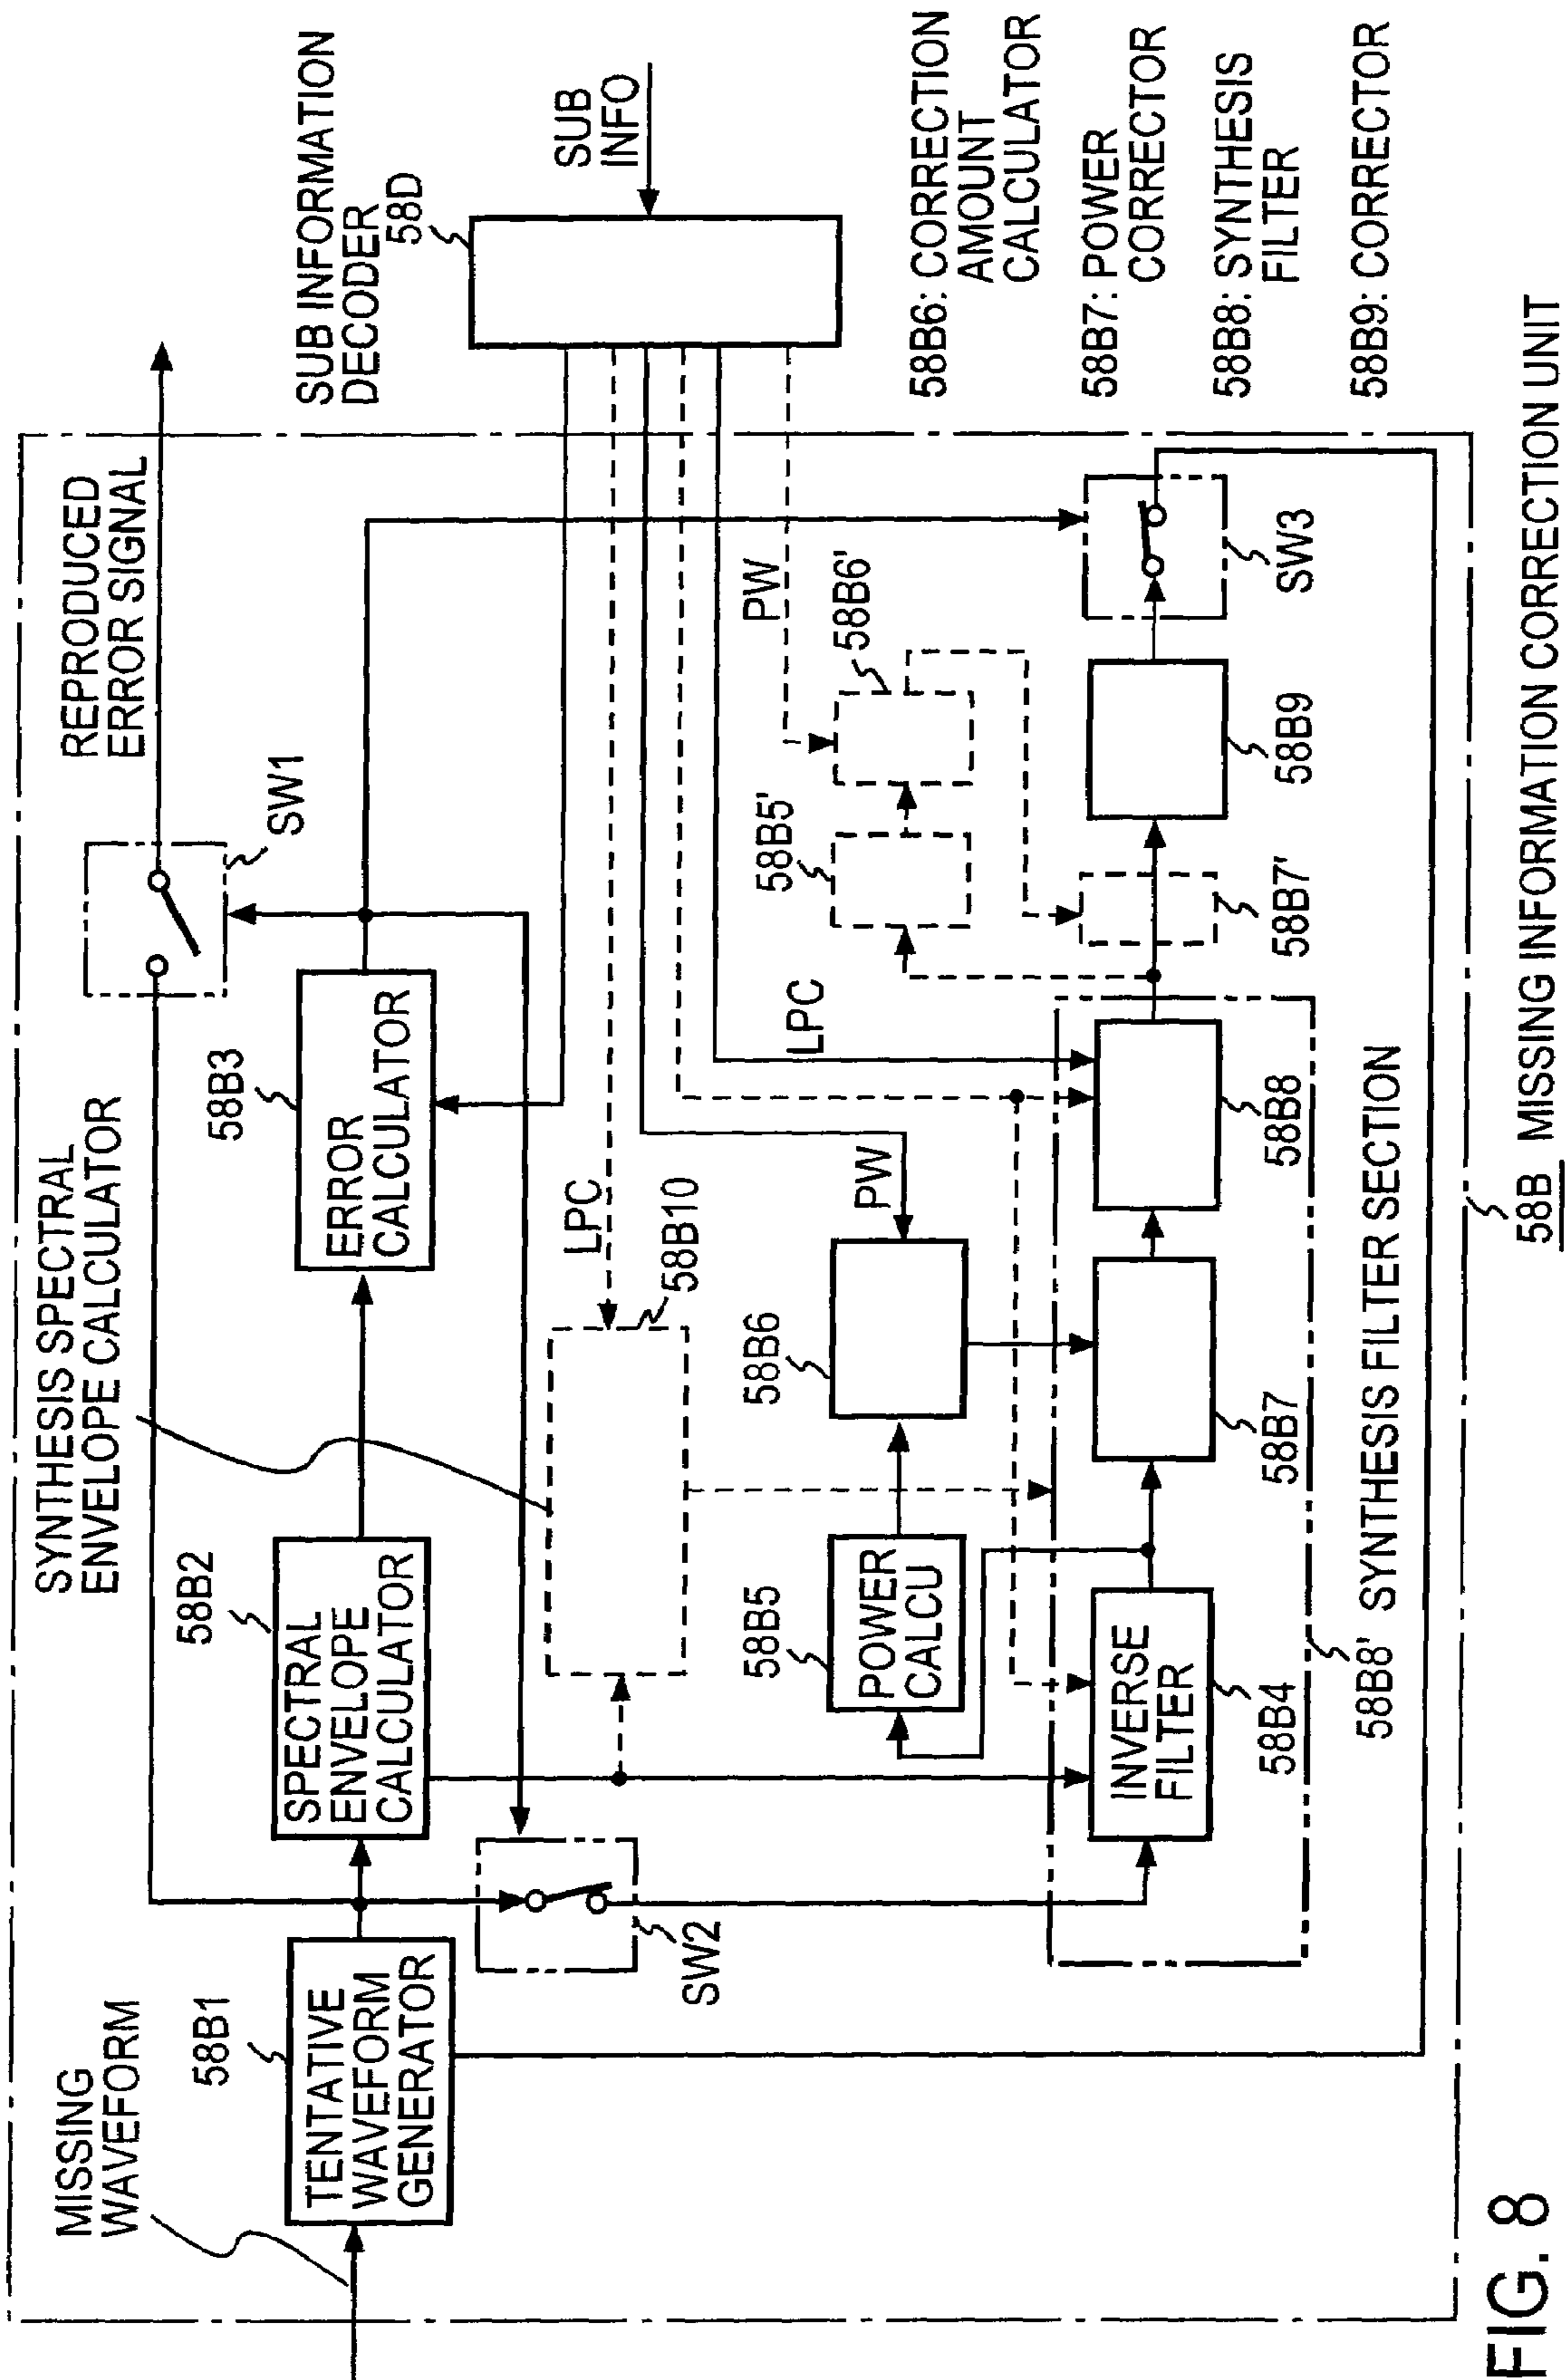 MISSING
WAVEFORM
58B1
TENTATIVE
WAVEFORM
GENERATOR
SYNTHESIS SPECTRAL
ENVELOPE CALCULATOR
58B2
SPECTRAL
ENVELOPE
CALCULATOR
58B3
ERROR
CALCULATOR
REPRODUCED
ERROR SIGNAL
SW1
SUB INFORMATION
DECODER
58D
SUB
INFO
SW2
LPC
58B10
58B5
POWER
CALCU
58B6
PW
LPC
58B5'
58B6'
PW
INVERSE
FILTER
58B4
58B7
58B8
58B7'
58B9
SW3
58B8' SYNTHESIS FILTER SECTION
58B6: CORRECTION
AMOUNT
CALCULATOR
58B7: POWER
CORRECTOR
58B8: SYNTHESIS
FILTER
58B9: CORRECTOR
58B MISSING INFORMATION CORRECTION UNIT
FIG. 8